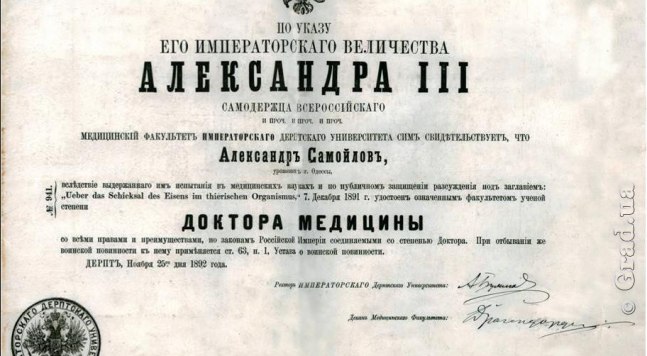 ПО УКАЗУ
ЕГО ИМПЕРАТОРСКАГО ВЕЛИЧЕСТВА
АЛЕКСАНДРА III
САМОДЕРЖЦА ВСЕРОССІЙСКАГО
И ПРОЧ. И ПРОЧ. И ПРОЧ.
МЕДИЦИНСКІЙ ФАКУЛЬТЕТЪ ИМПЕРАТОРСКАГО ДЕРПТСКАГО УНИВЕРСИТЕТА СИМЪ СВИДѢТЕЛЬСТВУЕТЪ, ЧТО
Александръ Самойловъ,
уроженецъ г. Одессы,
вслѣдствіе выдержаннаго имъ испытанія въ медицинскихъ наукахъ и по публичномъ защищеніи разсужденія подъ заглавіемъ:
„Ueber das Schicksal des Eisens im thierischen Organismus,“ 7. Декабря 1891 г. удостоенъ означеннымъ факультетомъ ученой
степени
№ 941.
ДОКТОРА МЕДИЦИНЫ
со всѣми правами и преимуществами, по законамъ Россійской Имперіи соединяемыми со степенью Доктора. При отбываніи же
воинской повинности къ нему примѣняется ст. 63, п. 1, Устава о воинской повинности.
ДЕРПТЪ, Ноября 25го дня 1892 года.
Ректоръ ИМПЕРАТОРСКАГО Дерптскаго Университета:
Деканъ Медицинскаго Факультета:
ДЕРПТСКАГО
© Grad.ua